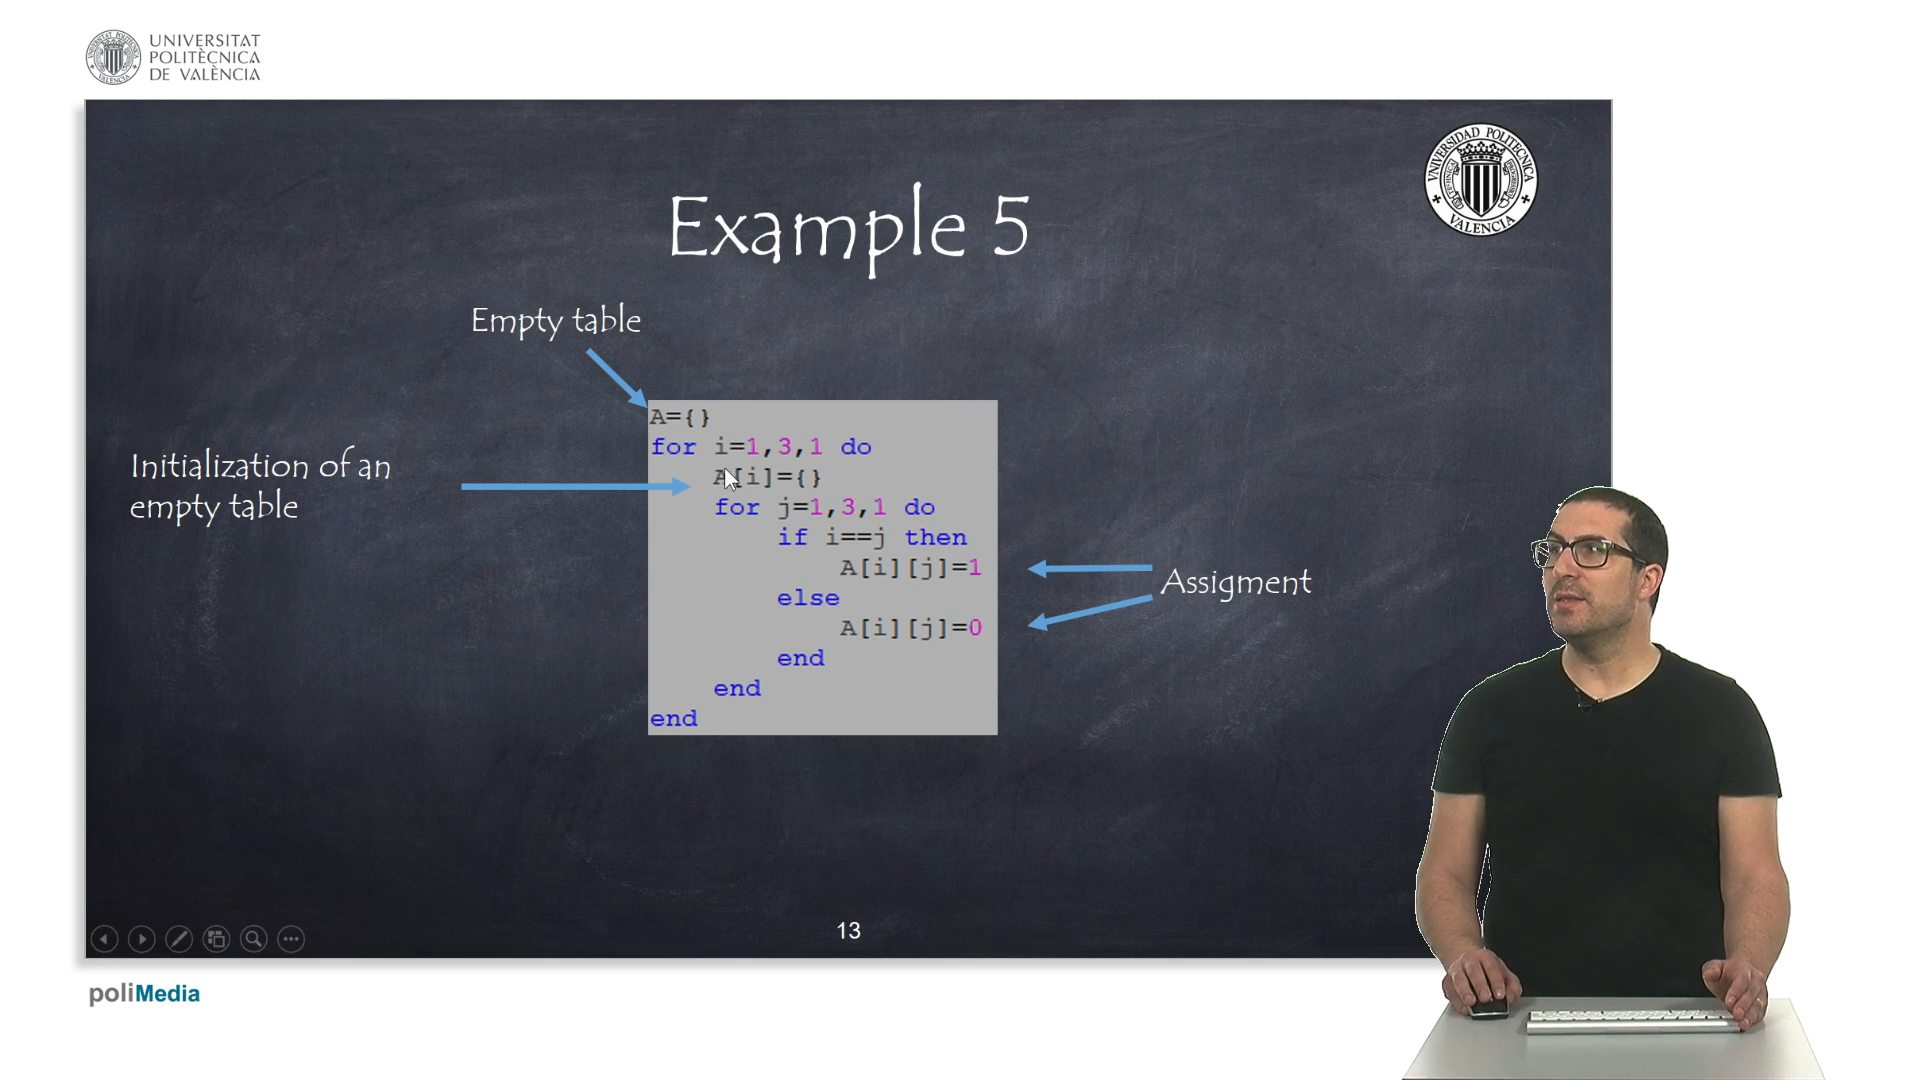 UNIVERSITAT
POLITÈCNICA
DE VALÈNCIA
UNIVERSIDAD POLITECNICA
VALENCIA
Example 5
Empty table
Initialization of an
empty table
A={}
for i=1,3,1 do
A[i]={}
for j=1,3,1 do
if i==j then
A[i][j]=1
else
A[i][j]=0
end
end
end
Assigment
13
poliMedia